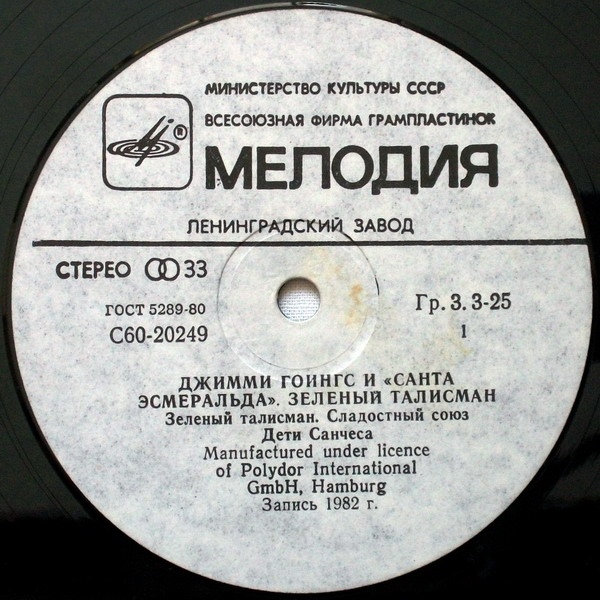 МИНИСТЕРСТВО КУЛЬТУРЫ СССР
ВСЕСОЮЗНАЯ ФИРМА ГРАМПЛАСТИНОК
®
МЕЛОДИЯ
ЛЕНИНГРАДСКИЙ ЗАВОД
СТЕРЕО 33
ГОСТ 5289-80
С60-20249
Гр. 3. 3-25
1
ДЖИММИ ГОИНГС И «САНТА
ЭСМЕРАЛЬДА». ЗЕЛЕНЫЙ ТАЛИСМАН
Зеленый талисман. Сладостный союз
Дети Санчеса
Manufactured under licence
of Polydor International
GmbH, Hamburg
Запись 1982 г.